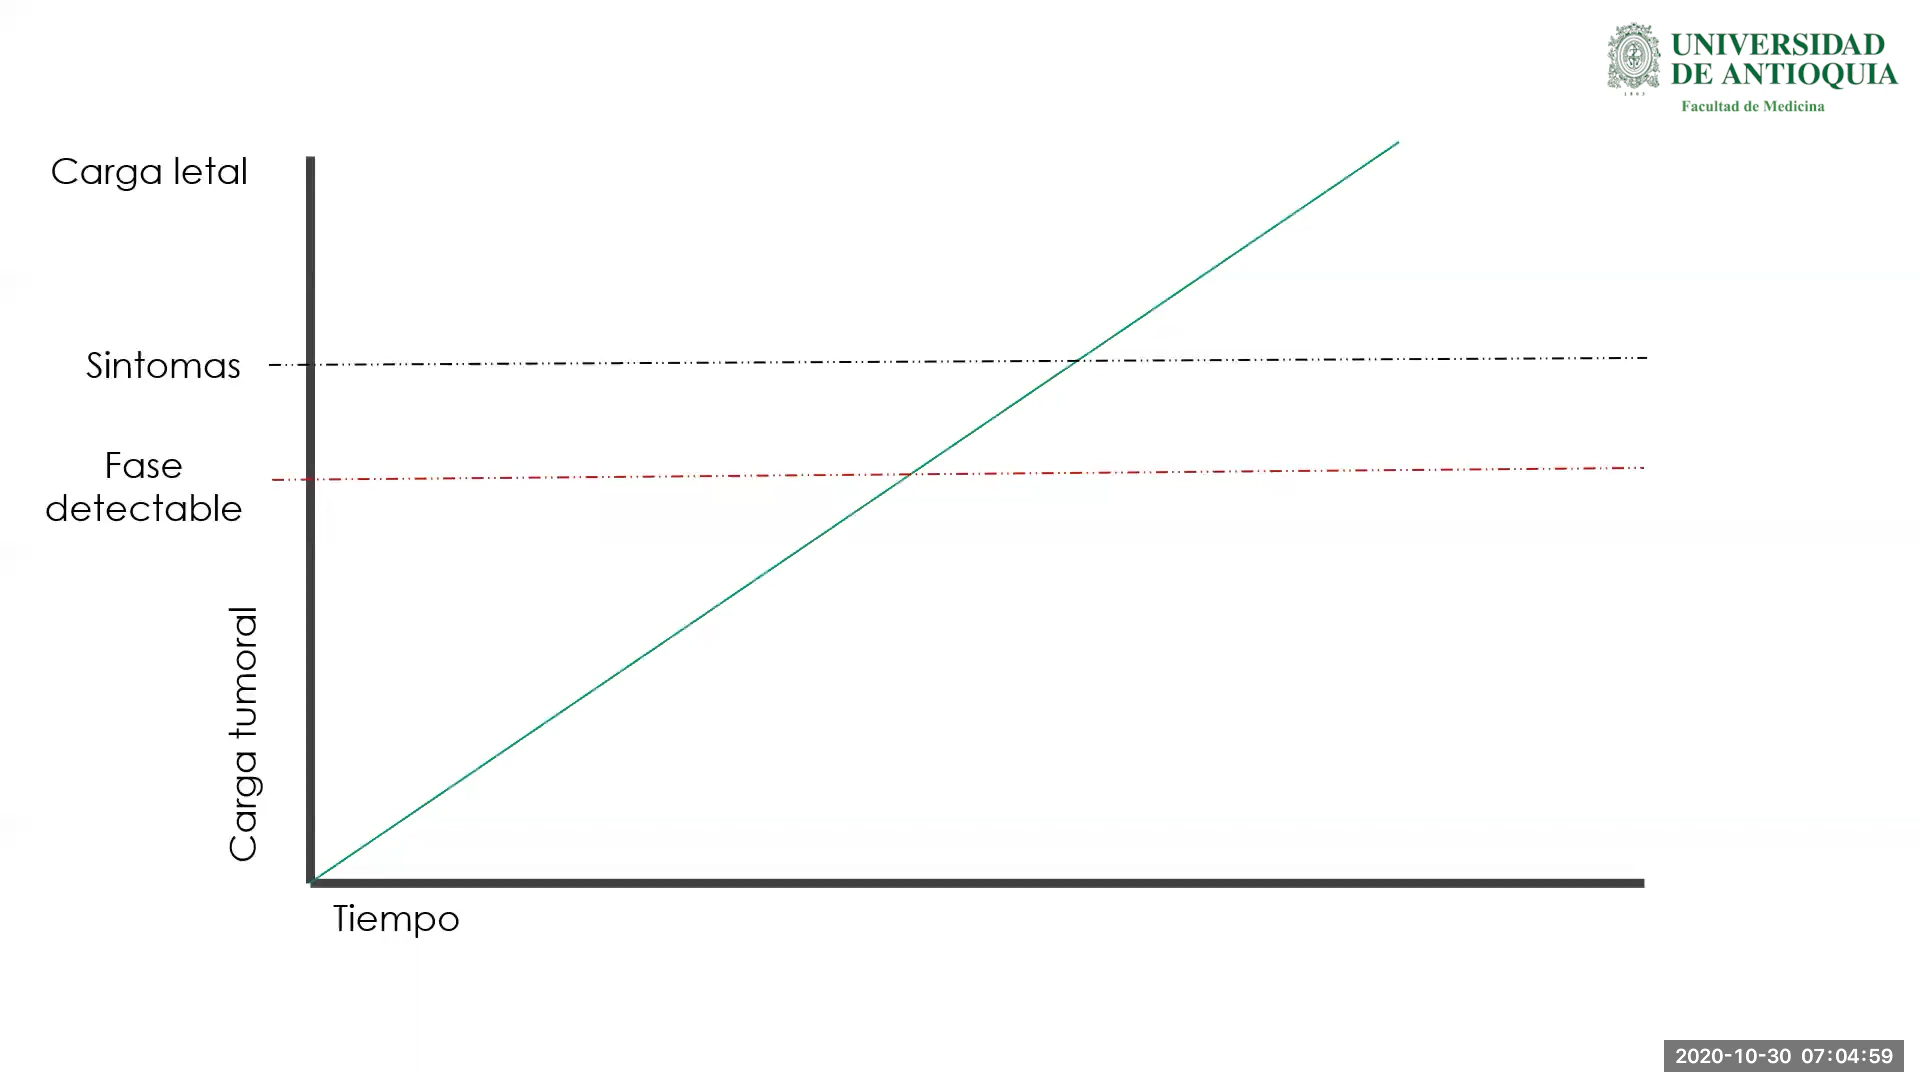 UNIVERSIDAD
DE ANTIOQUIA
1803
Facultad de Medicina
Carga letal
Sintomas
Fase
detectable
Carga tumoral
Tiempo
2020-10-30 07:04:59